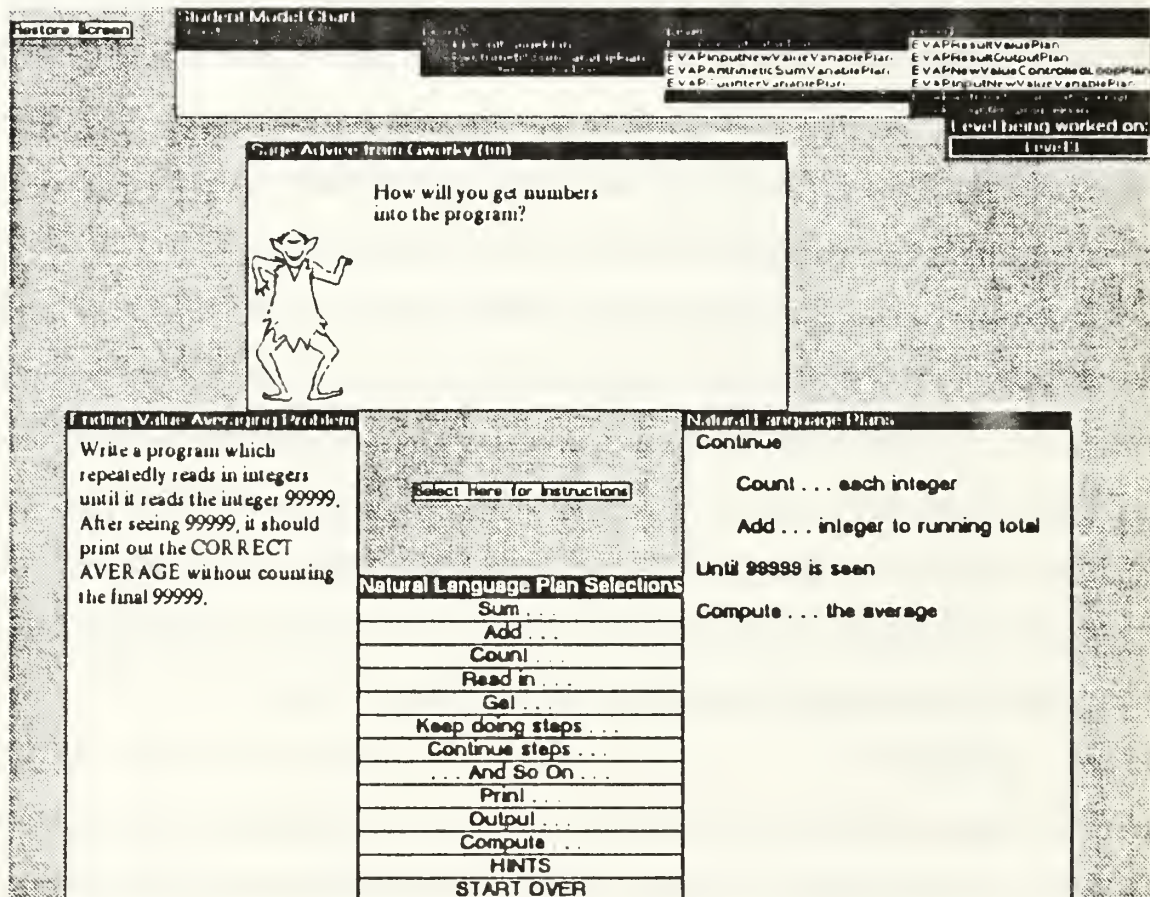 Restore Screen
Student Model Chart
EVAPInputNewValueVariablePlan
EVAPArithmeticSumVariablePlan
EVAPCounterVariablePlan
EVAPResultValuePlan
EVAPResultOutputPlan
EVAPNewValueControlledLoopPlan
EVAPInputNewValueVariablePlan
Level being worked on:
Level3
Sage Advice from Gworky (tm)
How will you get numbers
into the program?
Ending Value Averaging Problem
Write a program which
repeatedly reads in integers
until it reads the integer 99999.
After seeing 99999, it should
print out the CORRECT
AVERAGE without counting
the final 99999.
Select Here for Instructions
Natural Language Plan Selections
Sum . . .
Add . . .
Count . . .
Read in . . .
Get . . .
Keep doing steps . . .
Continue steps . . .
. . . And So On . . .
Print . . .
Output . . .
Compute . . .
HINTS
START OVER
Natural Language Plans
Continue
Count . . . each integer
Add . . . integer to running total
Until 99999 is seen
Compute . . . the average